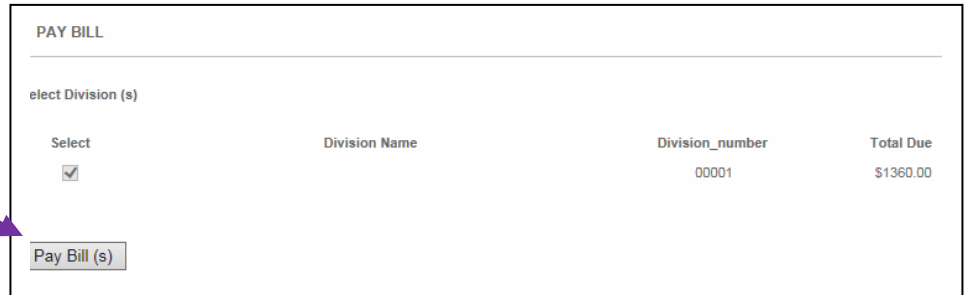 PAY BILL
elect Division (s)
Select Division Name Division_number Total Due
00001 $1360.00
Pay Bill (s)